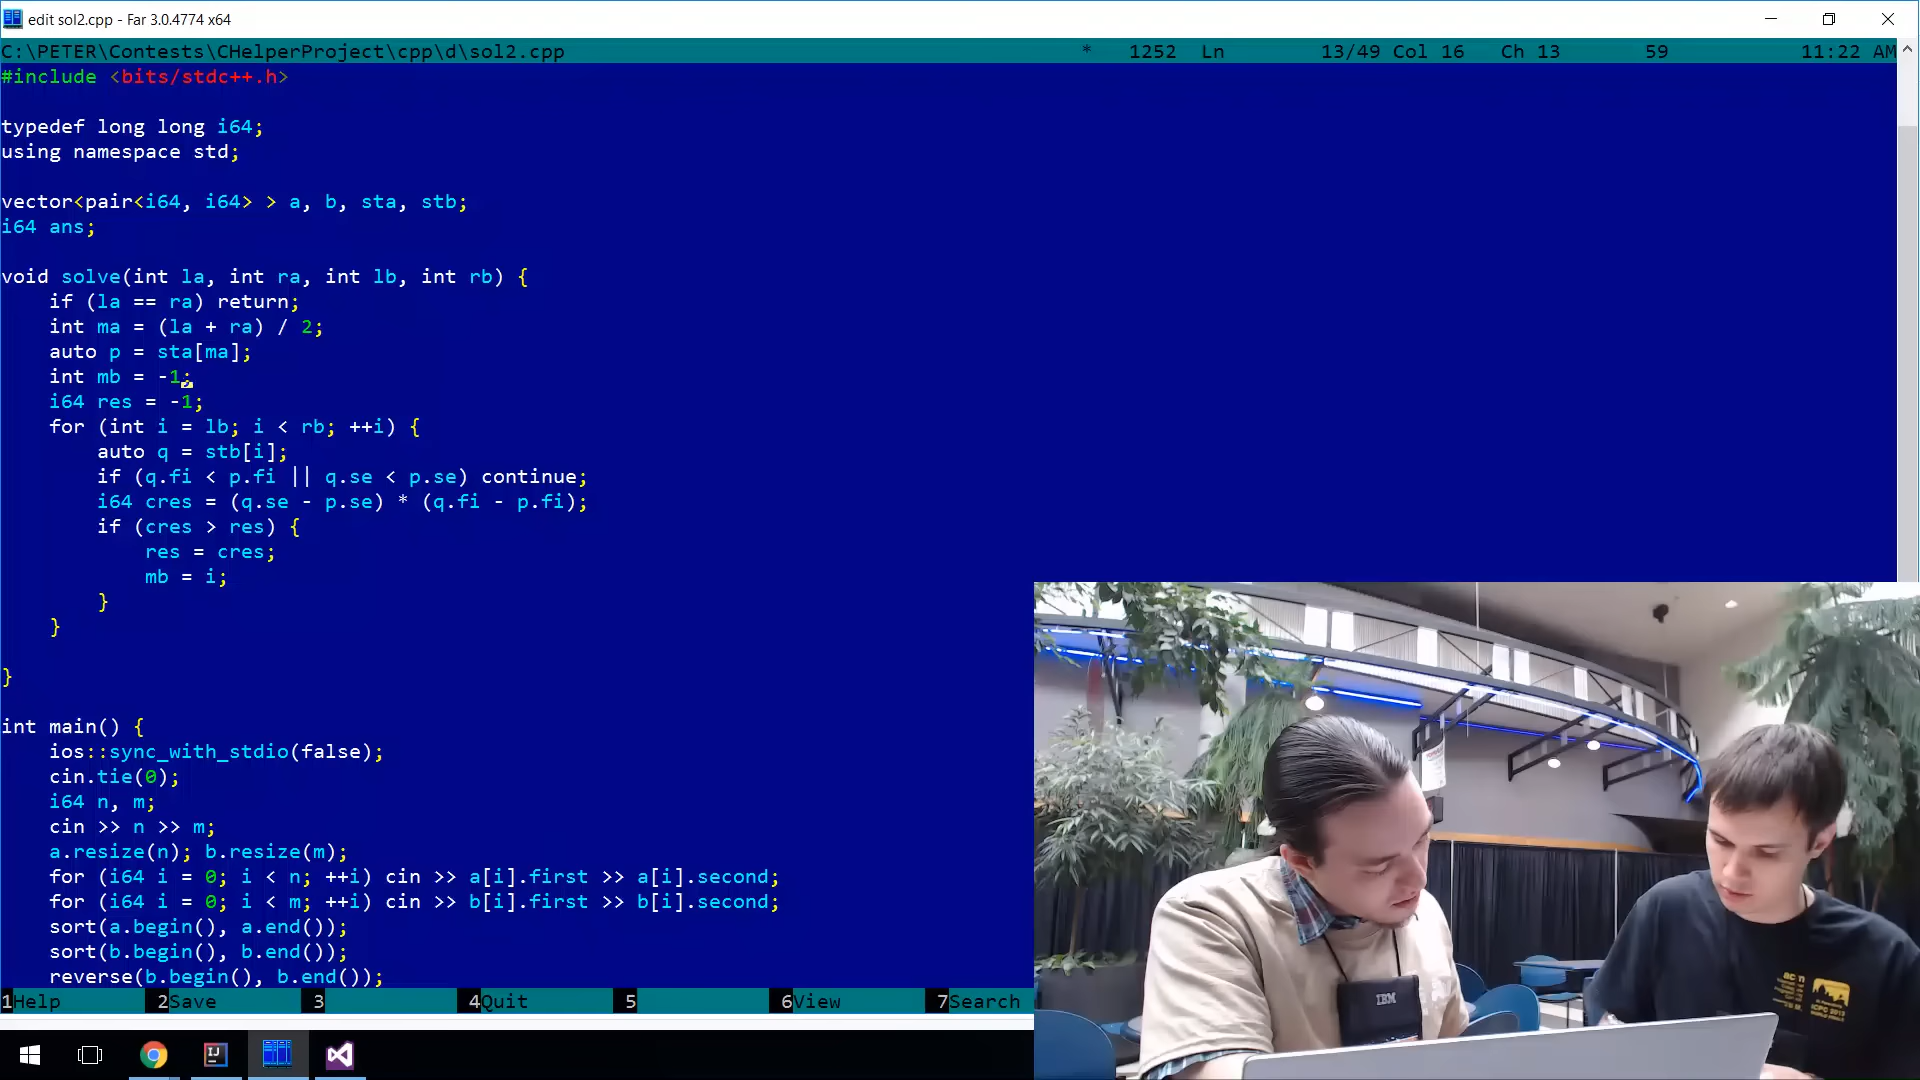 edit sol2.cpp - Far 3.0.4774 x64
C:\PETER\Contests\CHelperProject\cpp\d\sol2.cpp * 1252 Ln 13/49 Col 16 Ch 13 59 11:22 AM
#include <bits/stdc++.h>
typedef long long i64;
using namespace std;
vector<pair<i64, i64> > a, b, sta, stb;
i64 ans;
void solve(int la, int ra, int lb, int rb) {
if (la == ra) return;
int ma = (la + ra) / 2;
auto p = sta[ma];
int mb = -1;
i64 res = -1;
for (int i = lb; i < rb; ++i) {
auto q = stb[i];
if (q.fi < p.fi || q.se < p.se) continue;
i64 cres = (q.se - p.se) * (q.fi - p.fi);
if (cres > res) {
res = cres;
mb = i;
}
}
}
int main() {
ios::sync_with_stdio(false);
cin.tie(0);
i64 n, m;
cin >> n >> m;
a.resize(n); b.resize(m);
for (i64 i = 0; i < n; ++i) cin >> a[i].first >> a[i].second;
for (i64 i = 0; i < m; ++i) cin >> b[i].first >> b[i].second;
sort(a.begin(), a.end());
sort(b.begin(), b.end());
reverse(b.begin(), b.end());
1Help 2Save 3 4Quit 5 6View 7Search
IJ
IBM
acm
ICPC 2013